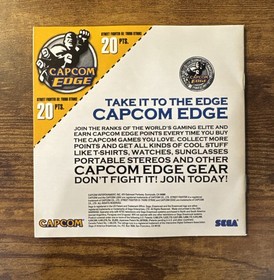 STREET FIGHTER III: THIRD STRIKE
20 PTS.
CAPCOM
EDGE
CAPCOM
EDGE
STREET FIGHTER III: THIRD STRIKE
20 PTS.
TAKE IT TO THE EDGE
CAPCOM EDGE
JOIN THE RANKS OF THE WORLD'S GAMING ELITE AND
EARN CAPCOM EDGE POINTS EVERY TIME YOU BUY
THE CAPCOM GAMES YOU LOVE. COLLECT MORE
POINTS AND GET ALL KINDS OF COOL STUFF
LIKE T-SHIRTS, WATCHES, SUNGLASSES
PORTABLE STEREOS AND OTHER
CAPCOM EDGE GEAR
DON'T FIGHT IT! JOIN TODAY!
CAPCOM
SEGA